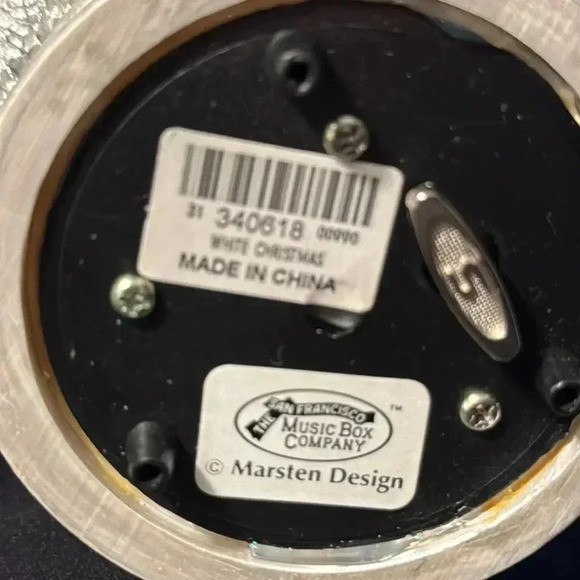 31 340618 00990
WHITE CHRISTMAS
MADE IN CHINA
THE SAN FRANCISCO
MUSIC BOX
COMPANY
™
© Marsten Design
S